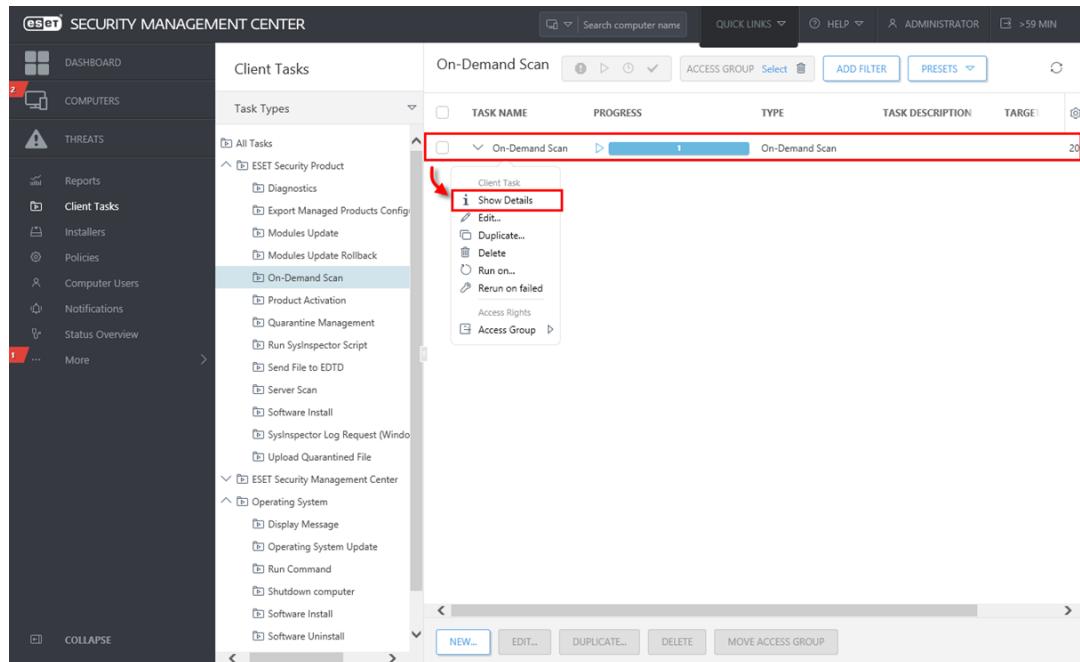 eset SECURITY MANAGEMENT CENTER
Search computer name
QUICK LINKS
HELP
ADMINISTRATOR
>59 MIN
DASHBOARD
2
COMPUTERS
THREATS
Reports
Client Tasks
Installers
Policies
Computer Users
Notifications
Status Overview
1
More
COLLAPSE
Client Tasks
Task Types
All Tasks
ESET Security Product
Diagnostics
Export Managed Products Config
Modules Update
Modules Update Rollback
On-Demand Scan
Product Activation
Quarantine Management
Run SysInspector Script
Send File to EDTD
Server Scan
Software Install
SysInspector Log Request (Windo
Upload Quarantined File
ESET Security Management Center
Operating System
Display Message
Operating System Update
Run Command
Shutdown computer
Software Install
Software Uninstall
On-Demand Scan
ACCESS GROUP Select
ADD FILTER
PRESETS
TASK NAME PROGRESS TYPE TASK DESCRIPTION TARGE
On-Demand Scan 1 On-Demand Scan 20
Client Task
Show Details
Edit...
Duplicate...
Delete
Run on...
Rerun on failed
Access Rights
Access Group
NEW...
EDIT...
DUPLICATE...
DELETE
MOVE ACCESS GROUP